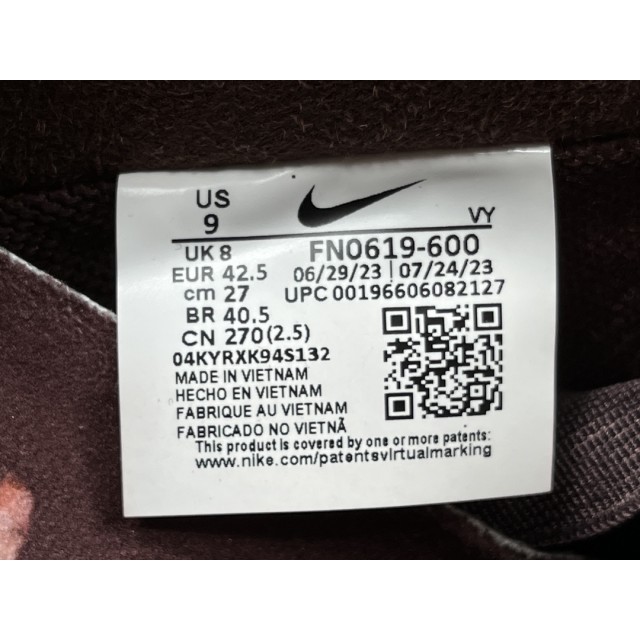 US
9
VY
UK 8
FN0619-600
EUR 42.5
06/29/23 | 07/24/23
cm 27
UPC 00196606082127
BR 40.5
CN 270(2.5)
04KYRXK94S132
MADE IN VIETNAM
HECHO EN VIETNAM
FABRIQUE AU VIETNAM
FABRICADO NO VIETNÃ
This product is covered by one or more patents:
www.nike.com/patentsvirtualmarking